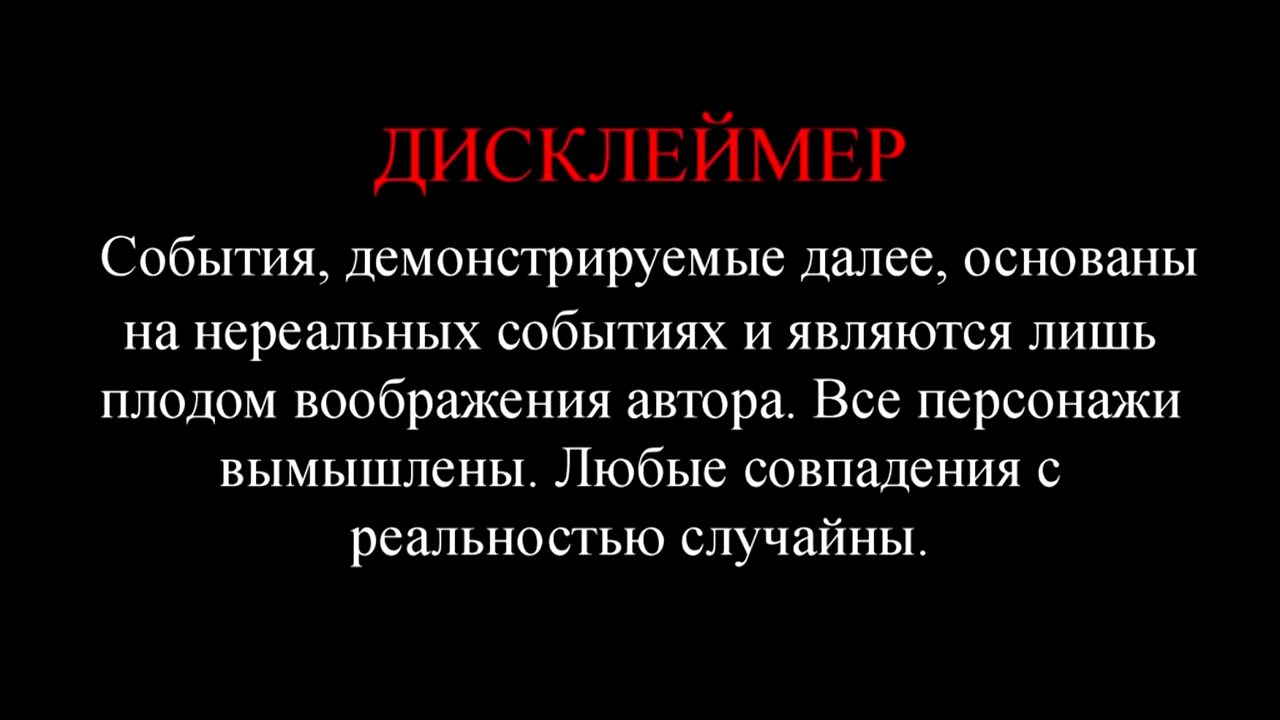 ДИСКЛЕЙМЕР
События, демонстрируемые далее, основаны
на нереальных событиях и являются лишь
плодом воображения автора. Все персонажи
вымышлены. Любые совпадения с
реальностью случайны.